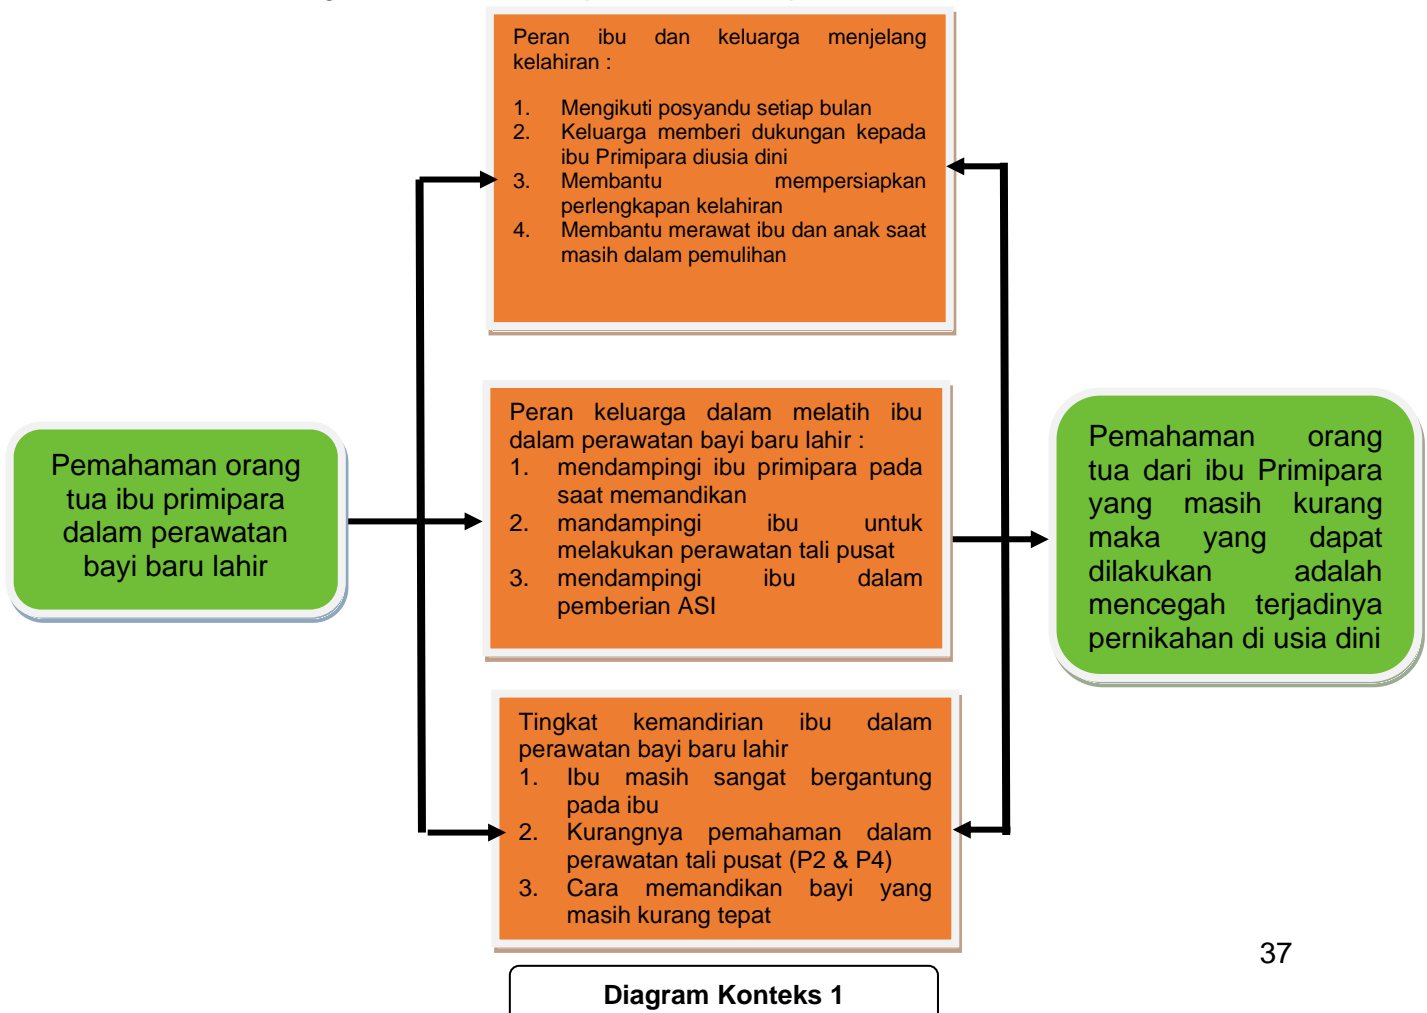 Peran ibu dan keluarga menjelang
kelahiran :
1. Mengikuti posyandu setiap bulan
2. Keluarga memberi dukungan kepada
ibu Primipara diusia dini
3. Membantu mempersiapkan
perlengkapan kelahiran
4. Membantu merawat ibu dan anak saat
masih dalam pemulihan
Pemahaman orang
tua ibu primipara
dalam perawatan
bayi baru lahir
Peran keluarga dalam melatih ibu
dalam perawatan bayi baru lahir :
1. mendampingi ibu primipara pada
saat memandikan
2. mandampingi ibu untuk
melakukan perawatan tali pusat
3. mendampingi ibu dalam
pemberian ASI
Pemahaman orang
tua dari ibu Primipara
yang masih kurang
maka yang dapat
dilakukan adalah
mencegah terjadinya
pernikahan di usia dini
Tingkat kemandirian ibu dalam
perawatan bayi baru lahir
1. Ibu masih sangat bergantung
pada ibu
2. Kurangnya pemahaman dalam
perawatan tali pusat (P2 & P4)
3. Cara memandikan bayi yang
masih kurang tepat
37
Diagram Konteks 1